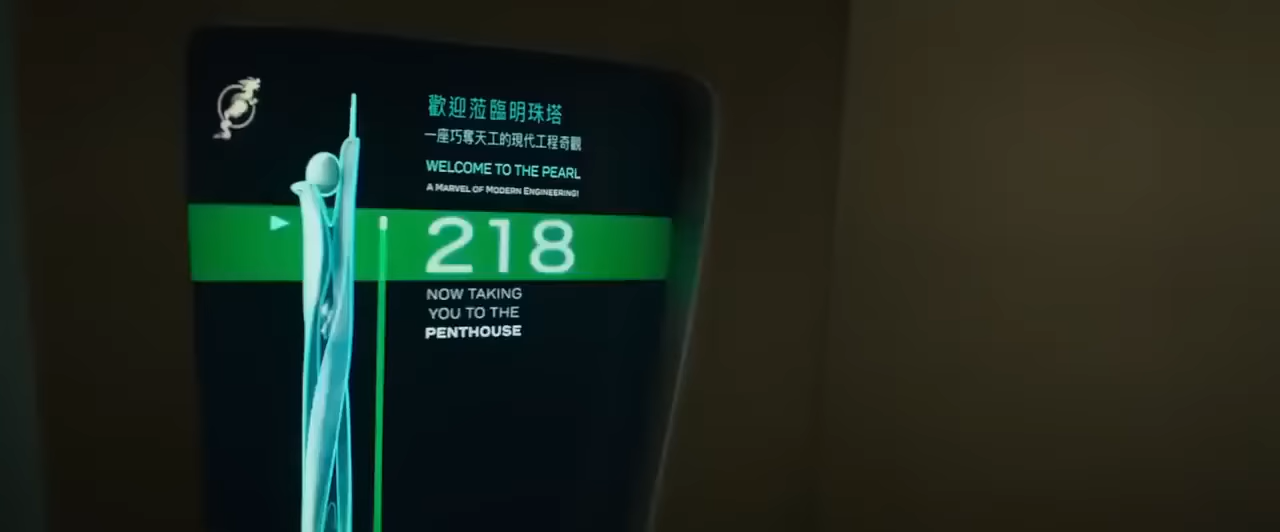 歡迎蒞臨明珠塔
一座巧奪天工的現代工程奇觀
WELCOME TO THE PEARL
A MARVEL OF MODERN ENGINEERING!
218
NOW TAKING
YOU TO THE
PENTHOUSE